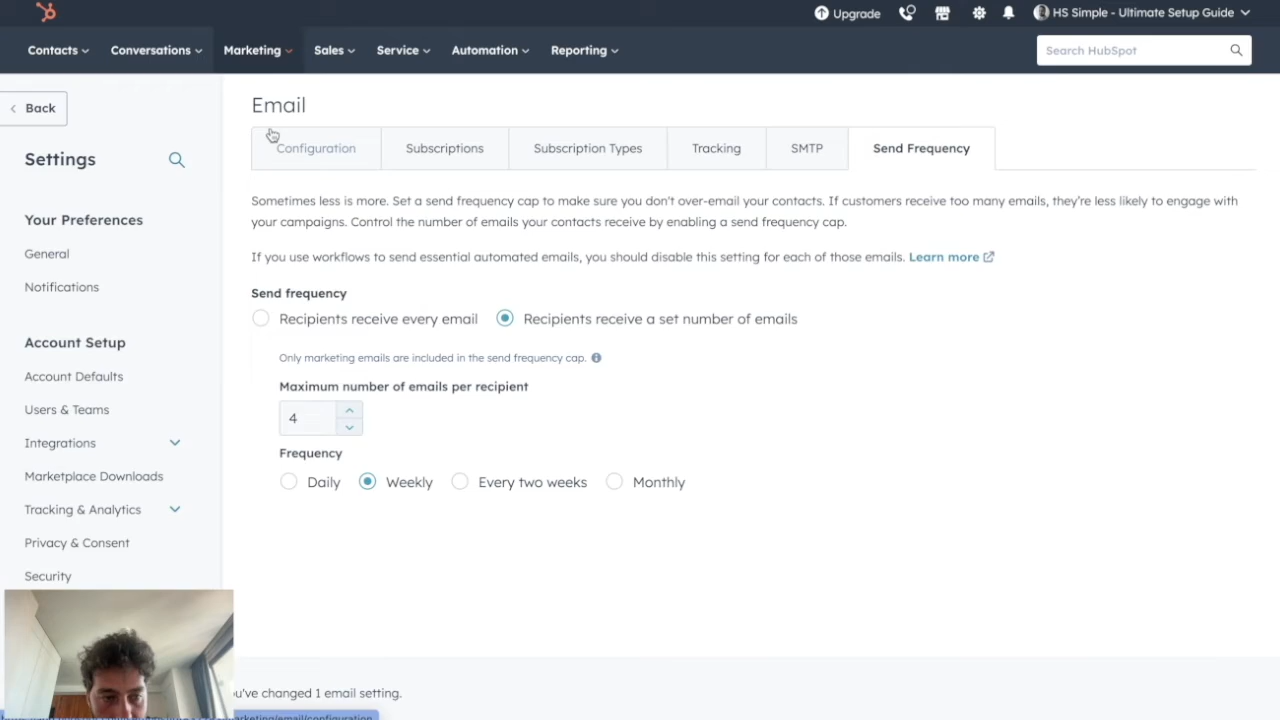 Upgrade
HS Simple - Ultimate Setup Guide
Contacts
Conversations
Marketing
Sales
Service
Automation
Reporting
Search HubSpot
Back
Settings
Your Preferences
General
Notifications
Account Setup
Account Defaults
Users & Teams
Integrations
Marketplace Downloads
Tracking & Analytics
Privacy & Consent
Security
Email
Configuration
Subscriptions
Subscription Types
Tracking
SMTP
Send Frequency
Sometimes less is more. Set a send frequency cap to make sure you don't over-email your contacts. If customers receive too many emails, they're less likely to engage with
your campaigns. Control the number of emails your contacts receive by enabling a send frequency cap.
If you use workflows to send essential automated emails, you should disable this setting for each of those emails. Learn more
Send frequency
Recipients receive every email
Recipients receive a set number of emails
Only marketing emails are included in the send frequency cap.
Maximum number of emails per recipient
4
Frequency
Daily
Weekly
Every two weeks
Monthly
've changed 1 email setting.
marketing/email/configuration